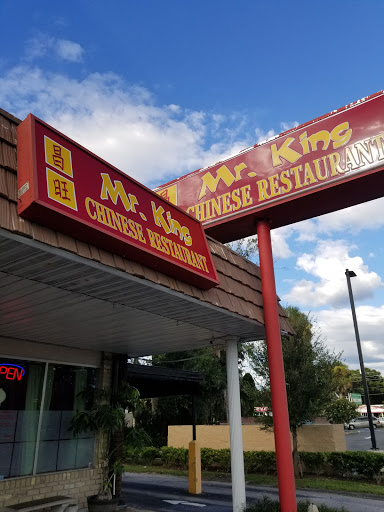 昌
旺
Mr. King
CHINESE RESTAURANT
Mr. King
CHINESE RESTAURANT
OPEN